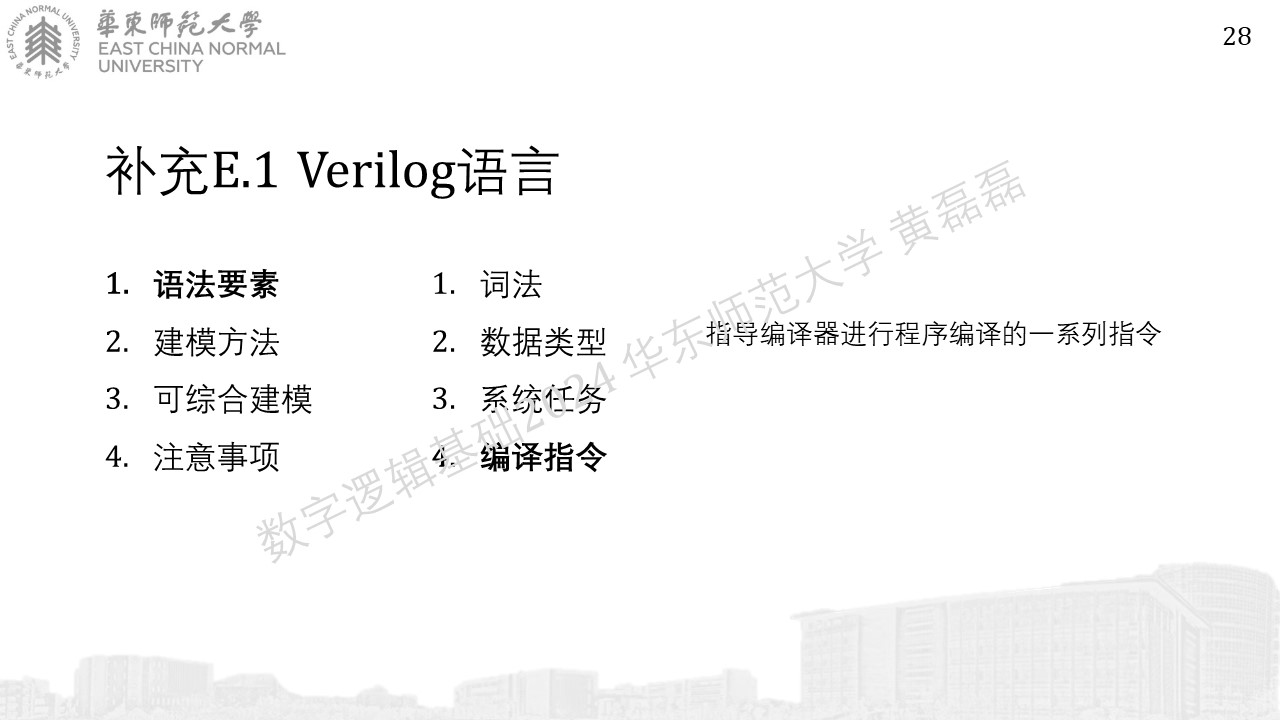 華東師範大學
EAST CHINA NORMAL
UNIVERSITY
EAST CHINA NORMAL UNIVERSITY
華東师范大学
28
补充E.1 Verilog语言
1. 语法要素
2. 建模方法
3. 可综合建模
4. 注意事项
1. 词法
2. 数据类型
3. 系统任务
4. 编译指令
指导编译器进行程序编译的一系列指令
数字逻辑基础2024 华东师范大学 黄磊磊